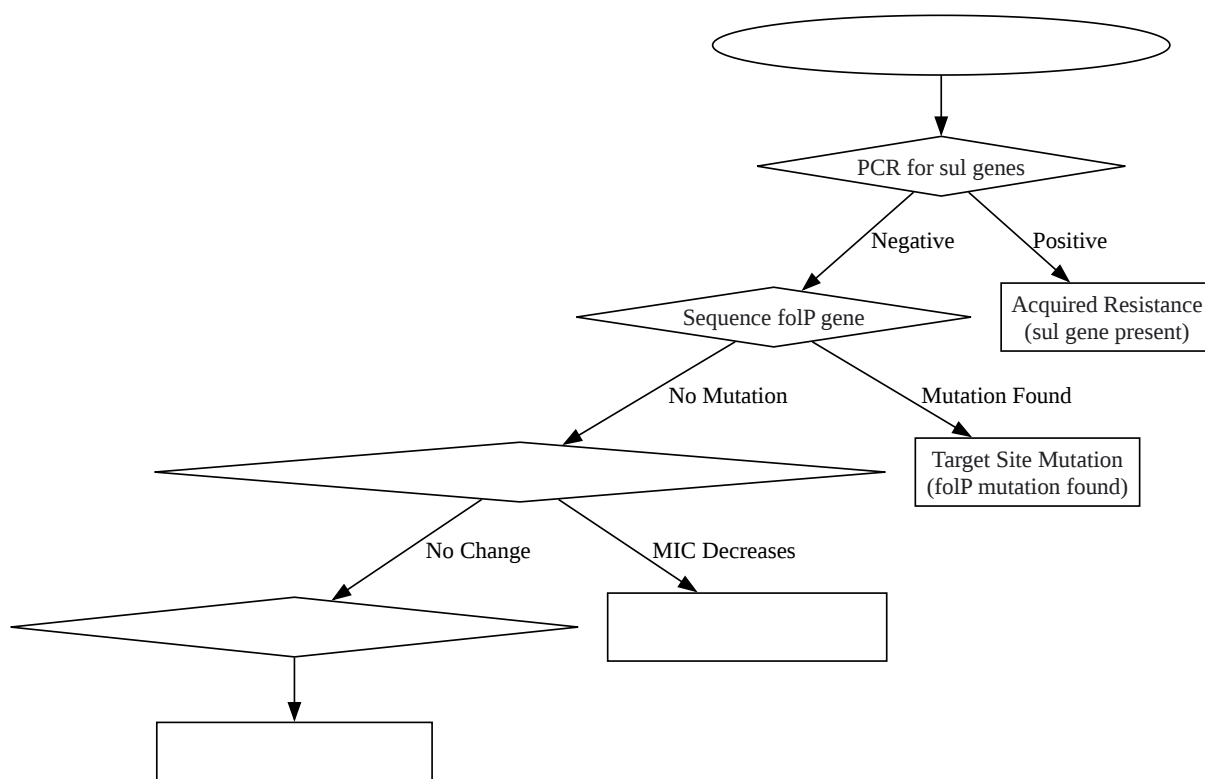 PCR for sul genes
Negative
Positive
Sequence folP gene
Acquired Resistance
(sul gene present)
No Mutation
Mutation Found
Target Site Mutation
(folP mutation found)
No Change
MIC Decreases